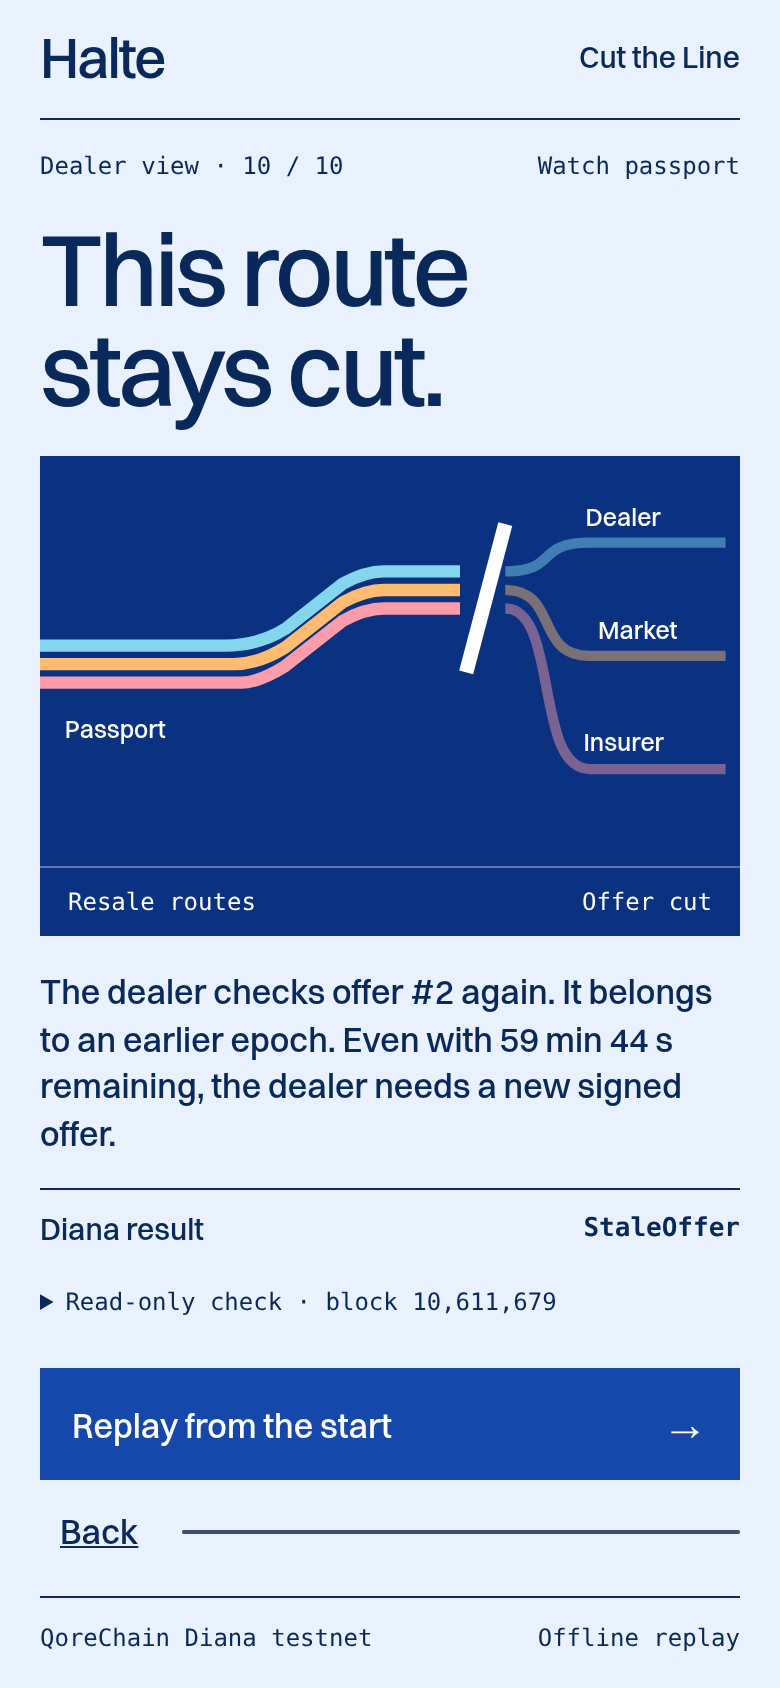 Halte
Cut the Line
Dealer view · 10 / 10
Watch passport
This route
stays cut.
Dealer
Market
Insurer
Passport
Resale routes
Offer cut
The dealer checks offer #2 again. It belongs
to an earlier epoch. Even with 59 min 44 s
remaining, the dealer needs a new signed
offer.
Diana result
StaleOffer
▶ Read-only check · block 10,611,679
Replay from the start →
Back
QoreChain Diana testnet
Offline replay